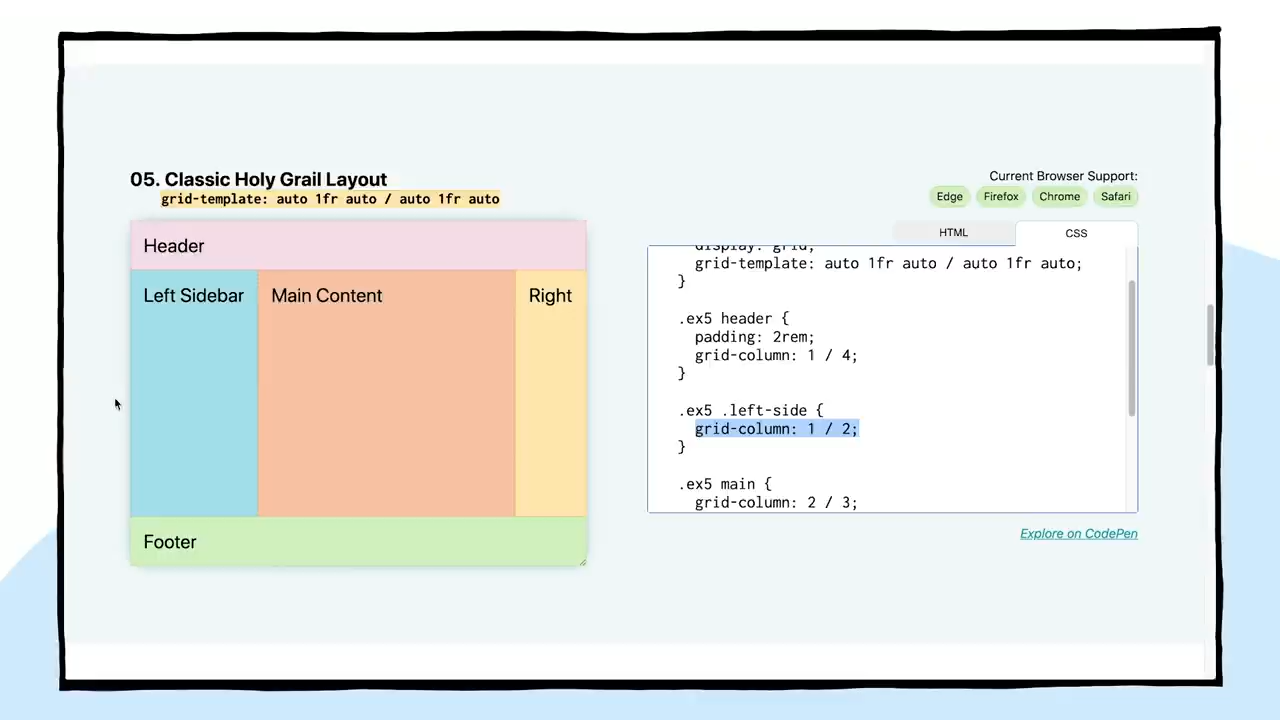 05. Classic Holy Grail Layout
grid-template: auto 1fr auto / auto 1fr auto
Header
Left Sidebar
Main Content
Right
Footer
Current Browser Support:
Edge
Firefox
Chrome
Safari
HTML
CSS
display: grid;
grid-template: auto 1fr auto / auto 1fr auto;
}
.ex5 header {
padding: 2rem;
grid-column: 1 / 4;
}
.ex5 .left-side {
grid-column: 1 / 2;
}
.ex5 main {
grid-column: 2 / 3;
Explore on CodePen